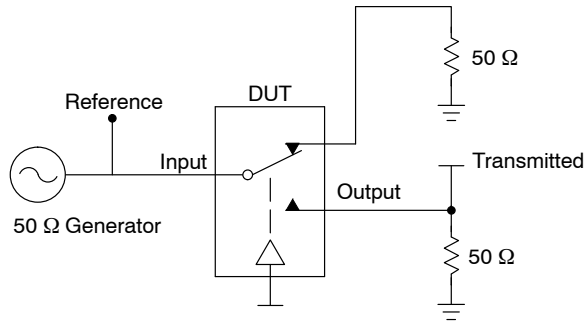 50 Ω
DUT
Reference
Input
Transmitted
Output
50 Ω Generator
50 Ω